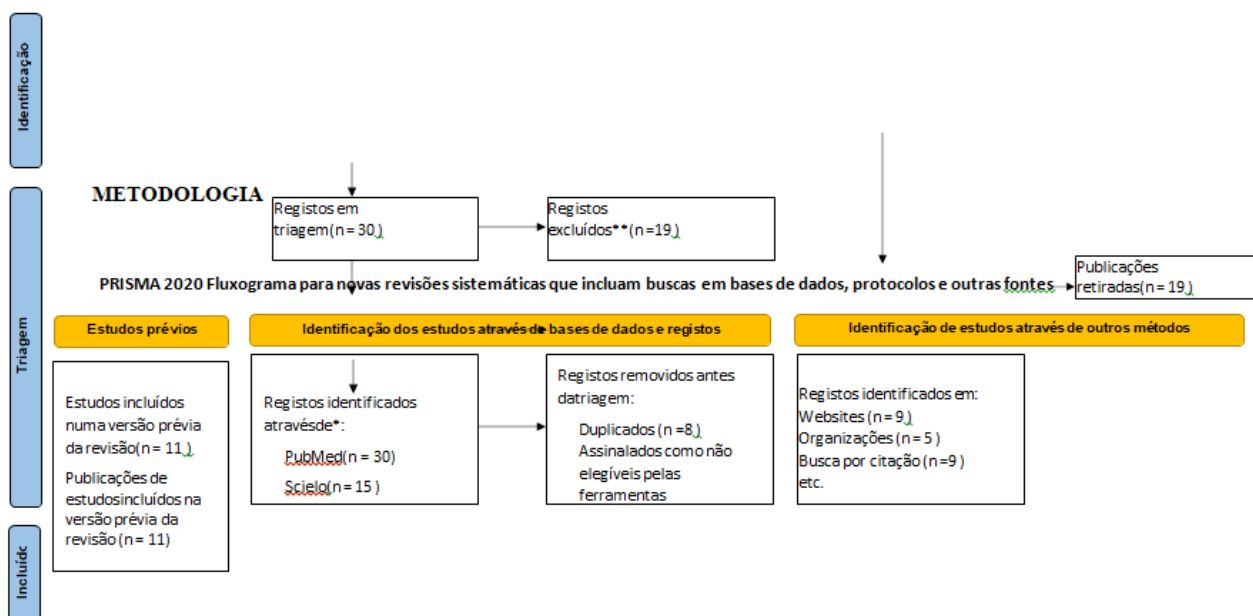 Identificação
METODOLOGIA
Registos em
triagem(n = 30 )
Registos
excluídos**(n =19 )
PRISMA 2020 Fluxograma para novas revisões sistemáticas que incluam buscas em bases de dados, protocolos e outras fontes
Publicações
retiradas(n = 19 )
Triagem
Estudos prévios
Identificação dos estudos através de bases de dados e registos
Identificação de estudos através de outros métodos
Estudos incluídos
numa versão prévia
da revisão(n = 11 )
Publicações de
estudosincluídos na
versão prévia da
revisão (n = 11)
Registos identificados
atravésde*:
PubMed(n = 30)
Scielo(n = 15 )
Registos removidos antes
datriagem:
Duplicados (n =8 )
Assinalados como não
elegíveis pelas
ferramentas
Registos identificados em:
Websites (n = 9 )
Organizações (n = 5 )
Busca por citação (n =9 )
etc.